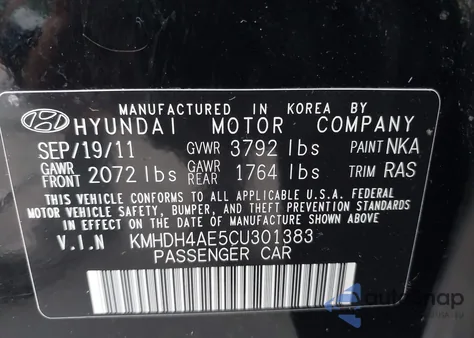 MANUFACTURED IN KOREA BY
HYUNDAI MOTOR COMPANY
SEP/19/11 GVWR 3792 lbs PAINT NKA
GAWR FRONT 2072 lbs GAWR REAR 1764 lbs TRIM RAS
THIS VEHICLE CONFORMS TO ALL APPLICABLE U.S.A. FEDERAL
MOTOR VEHICLE SAFETY, BUMPER, AND THEFT PREVENTION
STANDARDS IN EFFECT ON THE DATE OF MANUFACTURE SHOWN ABOVE.
V.I.N KMHDH4AE5CU301383
PASSENGER CAR